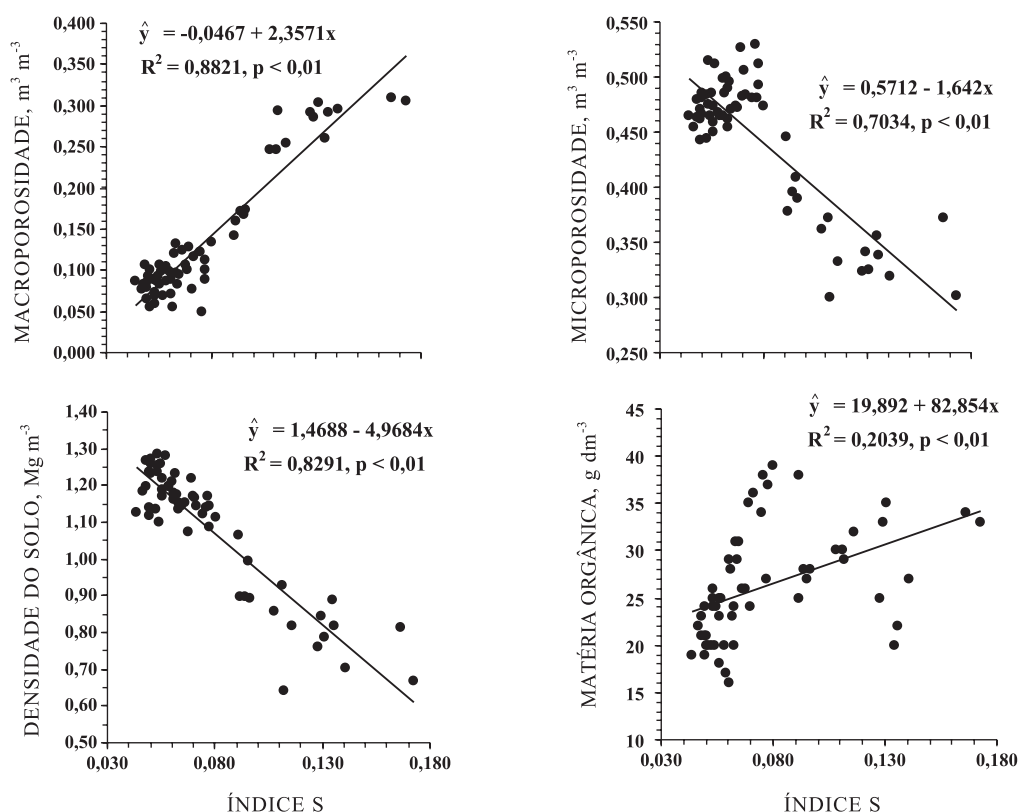 MACROPOROSIDADE, m³ m⁻³
0,400
0,350
0,300
0,250
0,200
0,150
0,100
0,050
0,000
ŷ = -0,0467 + 2,3571x
R² = 0,8821, p < 0,01
MICROPOROSIDADE, m³ m⁻³
0,550
0,500
0,450
0,400
0,350
0,300
0,250
ŷ = 0,5712 - 1,642x
R² = 0,7034, p < 0,01
DENSIDADE DO SOLO, Mg m⁻³
1,40
1,30
1,20
1,10
1,00
0,90
0,80
0,70
0,60
0,50
ŷ = 1,4688 - 4,9684x
R² = 0,8291, p < 0,01
0,030 0,080 0,130 0,180
ÍNDICE S
MATÉRIA ORGÂNICA, g dm⁻³
45
40
35
30
25
20
15
10
ŷ = 19,892 + 82,854x
R² = 0,2039, p < 0,01
0,030 0,080 0,130 0,180
ÍNDICE S